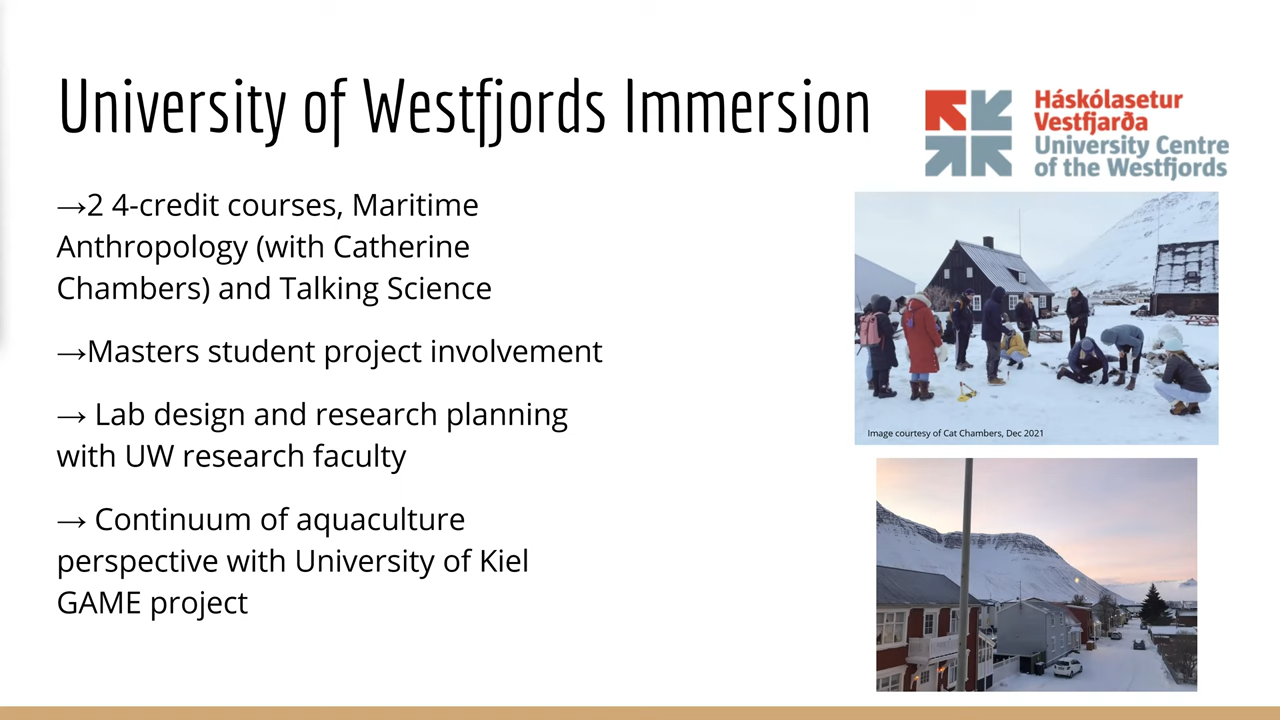 University of Westfjords Immersion
Háskólasetur
Vestfjarða
University Centre
of the Westfjords
→2 4-credit courses, Maritime
Anthropology (with Catherine
Chambers) and Talking Science
→Masters student project involvement
→ Lab design and research planning
with UW research faculty
→ Continuum of aquaculture
perspective with University of Kiel
GAME project
Image courtesy of Cat Chambers, Dec 2021